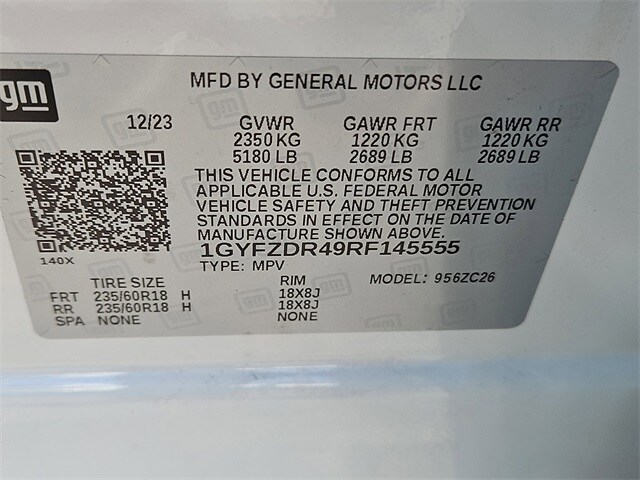 gm
MFD BY GENERAL MOTORS LLC
12/23 GVWR GAWR FRT GAWR RR
2350 KG 1220 KG 1220 KG
5180 LB 2689 LB 2689 LB
THIS VEHICLE CONFORMS TO ALL
APPLICABLE U.S. FEDERAL MOTOR
VEHICLE SAFETY AND THEFT PREVENTION
STANDARDS IN EFFECT ON THE DATE OF
MANUFACTURE SHOWN ABOVE.
140X
1GYFZDR49RF145555
TYPE: MPV MODEL: 956ZC26
TIRE SIZE RIM
FRT 235/60R18 H 18X8J
RR 235/60R18 H 18X8J
SPA NONE NONE